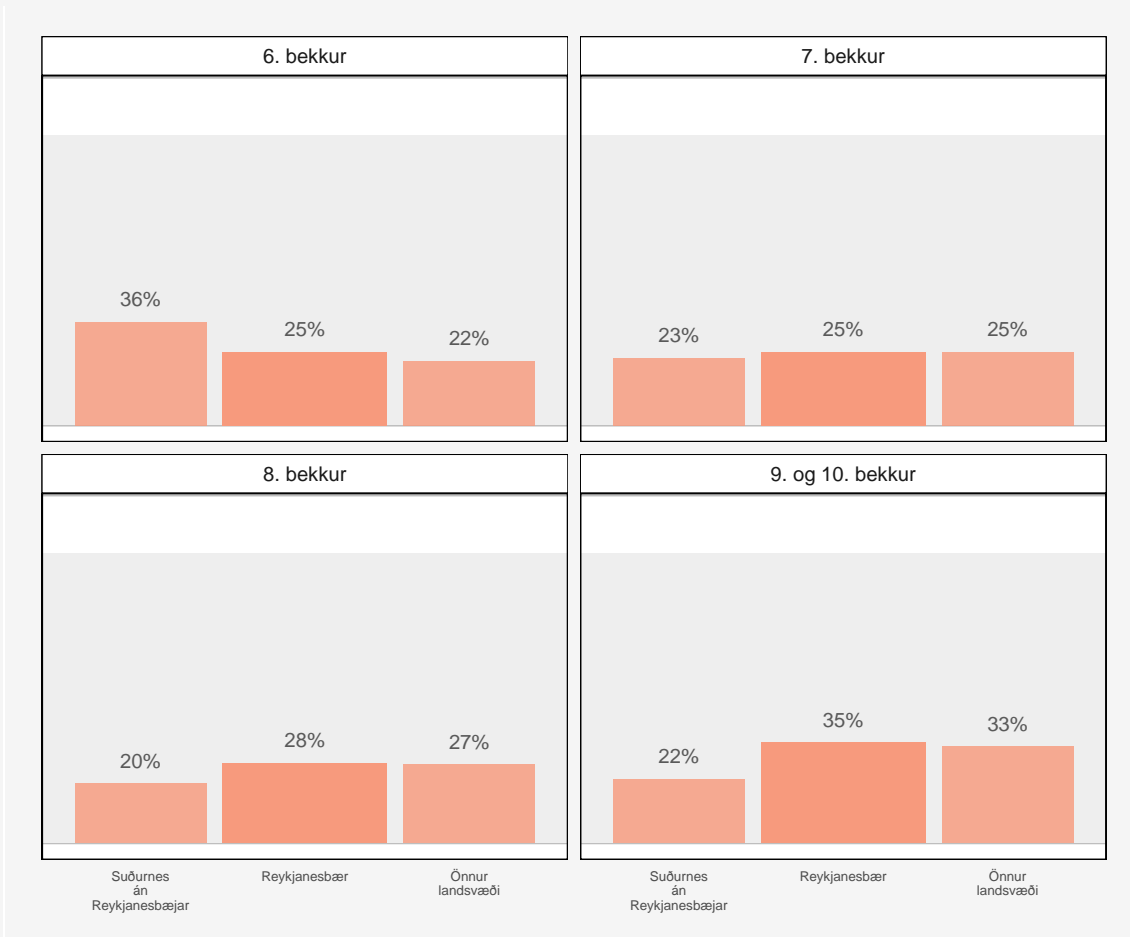 6. bekkur
36%
25%
22%
7. bekkur
23%
25%
25%
8. bekkur
20%
28%
27%
Suðurnes
án
Reykjanesbæjar
Reykjanesbær
Önnur
landsvæði
9. og 10. bekkur
22%
35%
33%
Suðurnes
án
Reykjanesbæjar
Reykjanesbær
Önnur
landsvæði